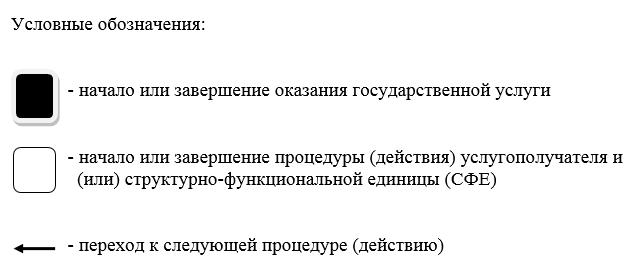 Условные обозначения:
- начало или завершение оказания государственной услуги
- начало или завершение процедуры (действия) услугополучателя и
(или) структурно-функциональной единицы (СФЕ)
- переход к следующей процедуре (действию)